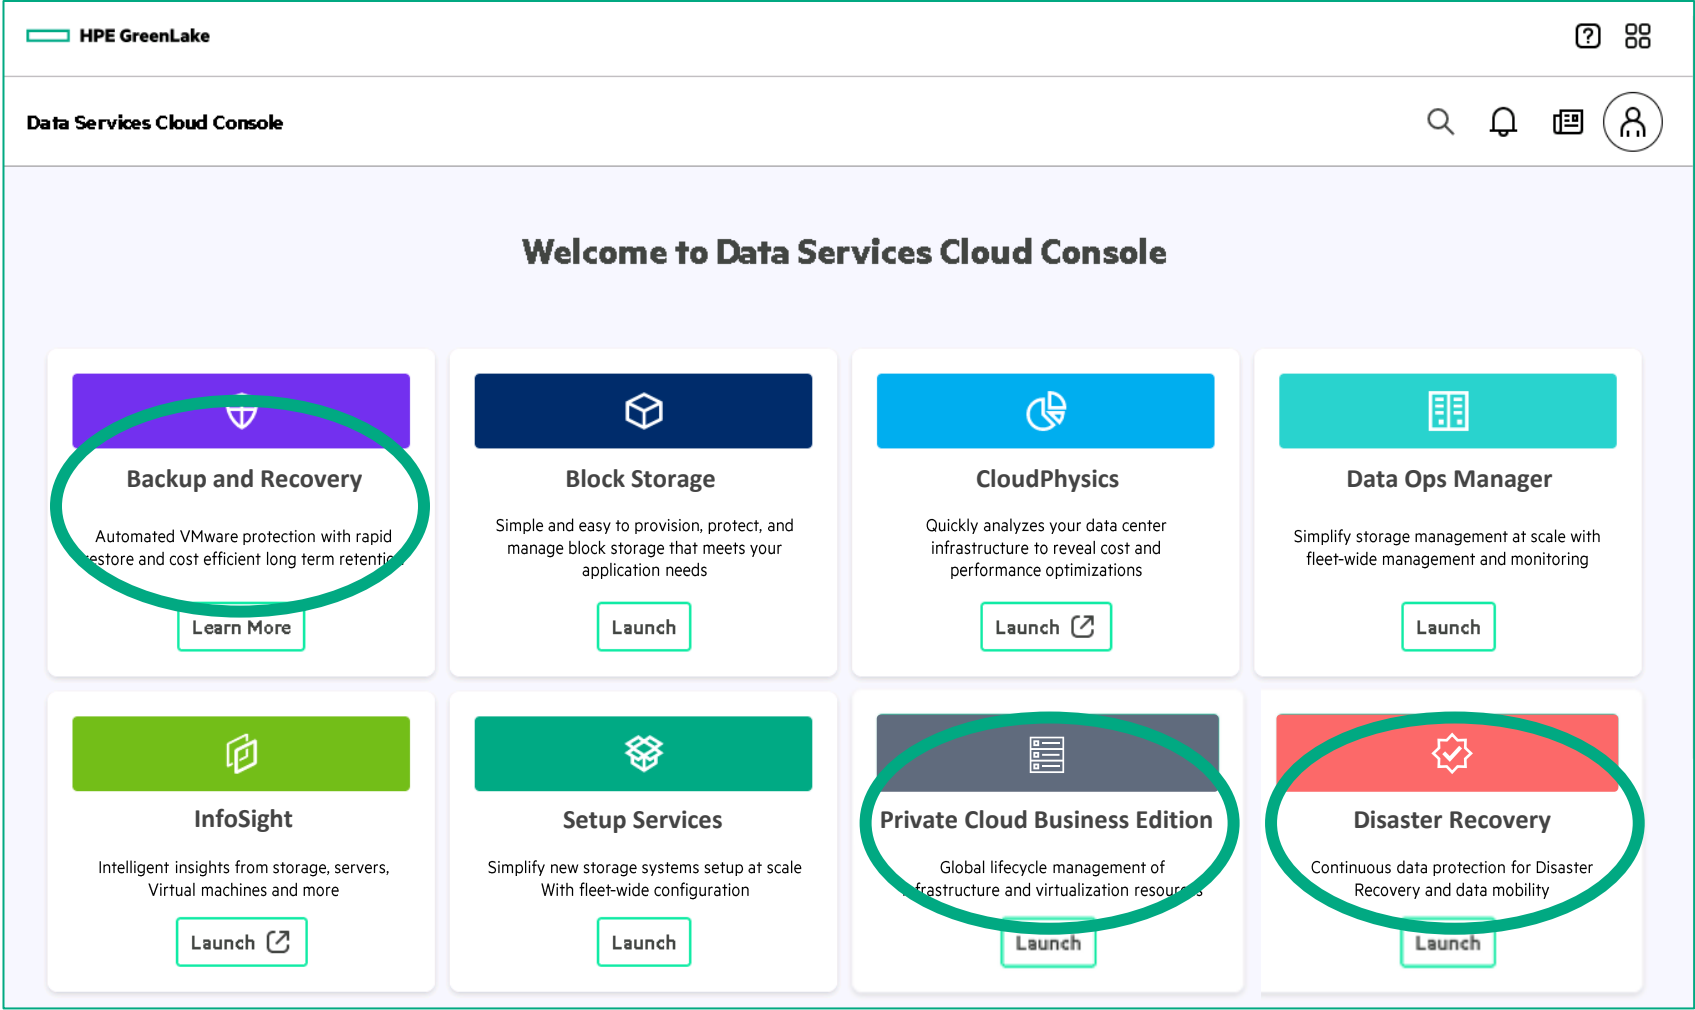 HPE GreenLake
Data Services Cloud Console
Welcome to Data Services Cloud Console
Backup and Recovery
Automated VMware protection with rapid
restore and cost efficient long term retention
Learn More
Block Storage
Simple and easy to provision, protect, and
manage block storage that meets your
application needs
Launch
CloudPhysics
Quickly analyzes your data center
infrastructure to reveal cost and
performance optimizations
Launch
Data Ops Manager
Simplify storage management at scale with
fleet-wide management and monitoring
Launch
InfoSight
Intelligent insights from storage, servers,
Virtual machines and more
Launch
Setup Services
Simplify new storage systems setup at scale
With fleet-wide configuration
Launch
Private Cloud Business Edition
Global lifecycle management of
infrastructure and virtualization resources
Launch
Disaster Recovery
Continuous data protection for Disaster
Recovery and data mobility
Launch